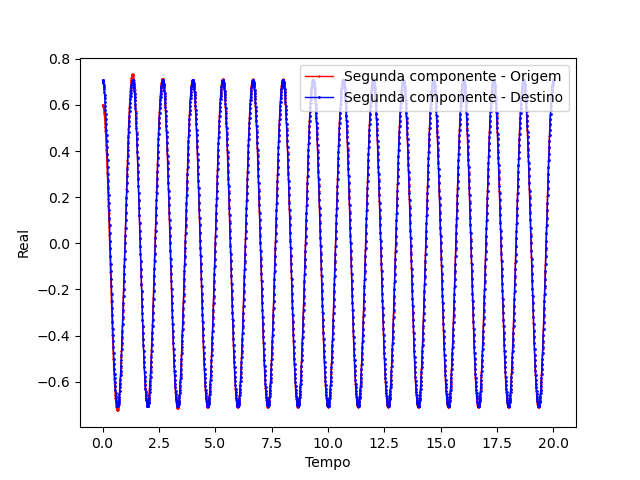 0.8
0.6
0.4
0.2
0.0
−0.2
−0.4
−0.6
Real
Segunda componente - Origem
Segunda componente - Destino
0.0 2.5 5.0 7.5 10.0 12.5 15.0 17.5 20.0
Tempo